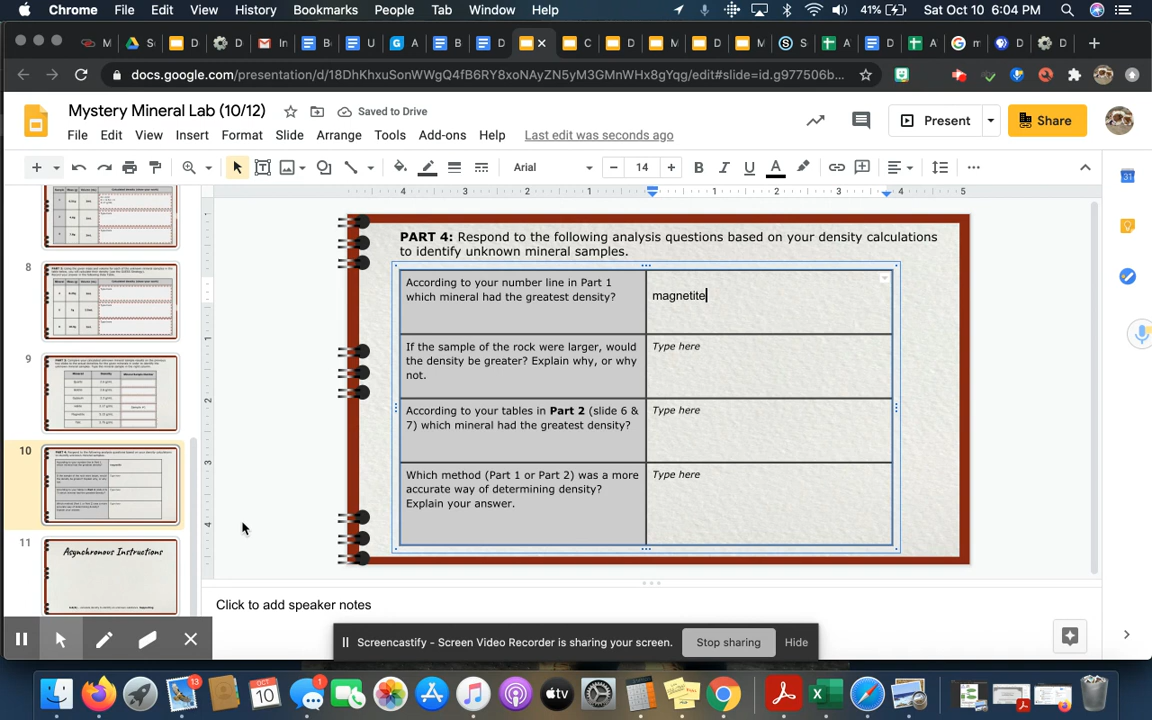 Chrome File Edit View History Bookmarks People Tab Window Help 41% Sat Oct 10 6:04 PM
docs.google.com/presentation/d/18DhKhxuSonWWgQ4fB6RY8xoNAyZN5yM3GMnWHx8gYqg/edit#slide=id.g977506b...
Mystery Mineral Lab (10/12) Saved to Drive
File Edit View Insert Format Slide Arrange Tools Add-ons Help Last edit was seconds ago
Present Share
Arial 14
PART 4: Respond to the following analysis questions based on your density calculations
to identify unknown mineral samples.
According to your number line in Part 1
which mineral had the greatest density?
magnetite
If the sample of the rock were larger, would
the density be greater? Explain why, or why
not.
Type here
According to your tables in Part 2 (slide 6 &
7) which mineral had the greatest density?
Type here
Which method (Part 1 or Part 2) was a more
accurate way of determining density?
Explain your answer.
Type here
8
9
10
11
Asynchronous Instructions
Click to add speaker notes
Screencastify - Screen Video Recorder is sharing your screen. Stop sharing Hide